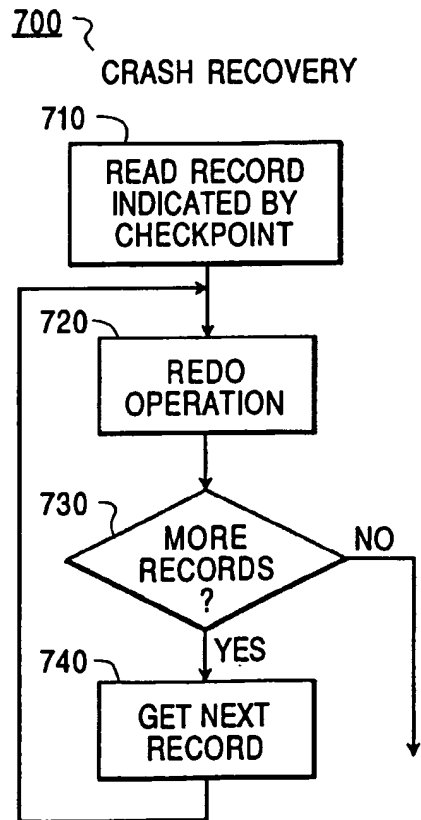 700
CRASH RECOVERY
710
READ RECORD
INDICATED BY
CHECKPOINT
720
REDO
OPERATION
730
MORE
RECORDS
?
NO
YES
740
GET NEXT
RECORD